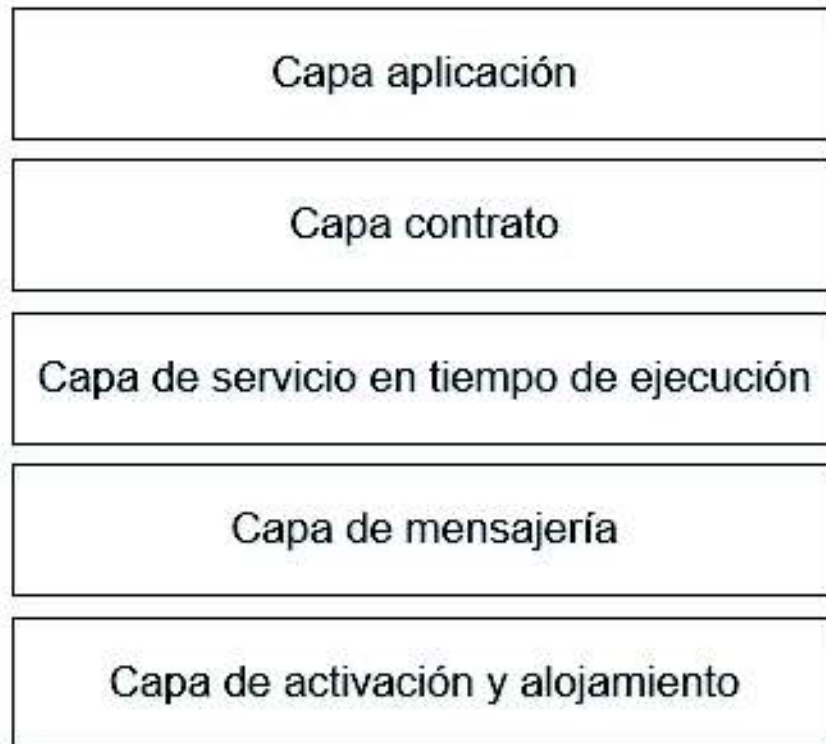 Capa aplicación
Capa contrato
Capa de servicio en tiempo de ejecución
Capa de mensajería
Capa de activación y alojamiento